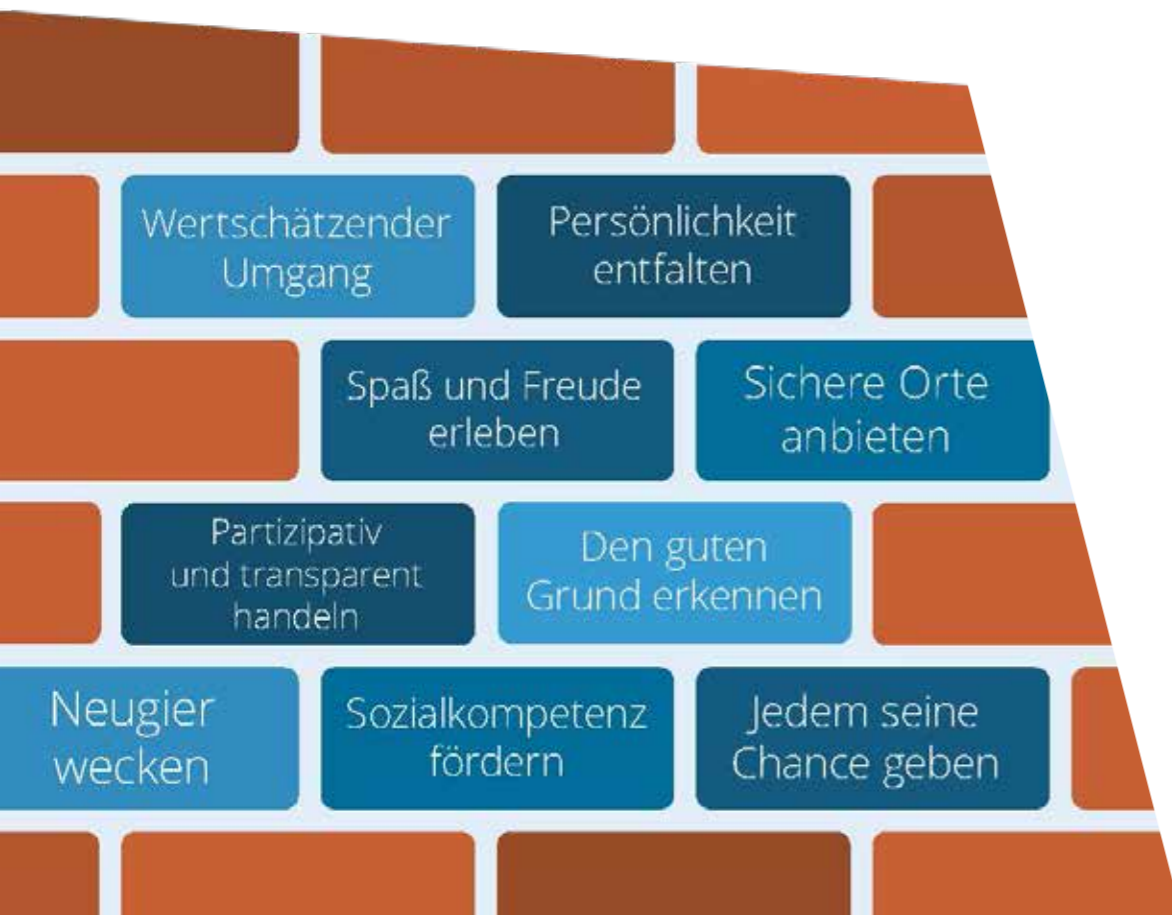 Wertschätzender
Umgang
Persönlichkeit
entfalten
Spaß und Freude
erleben
Sichere Orte
anbieten
Partizipativ
und transparent
handeln
Den guten
Grund erkennen
Neugier
wecken
Sozialkompetenz
fördern
Jedem seine
Chance geben